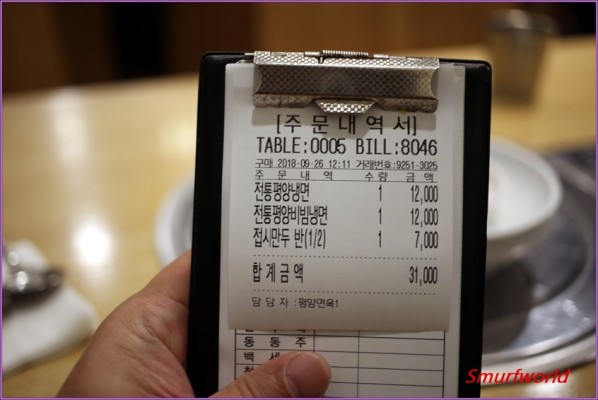 [주 문 내 역 서]
TABLE:0005 BILL:8046
구매 2018-09-26 12:11 거래번호:9251-3025
주 문 내 역 수량 금 액
전통평양냉면 1 12,000
전통평양비빔냉면 1 12,000
접시만두 반(1/2) 1 7,000
합 계 금 액 31,000
담 당 자 : 평양면옥1
동 동 주
백 세
Smurfworld